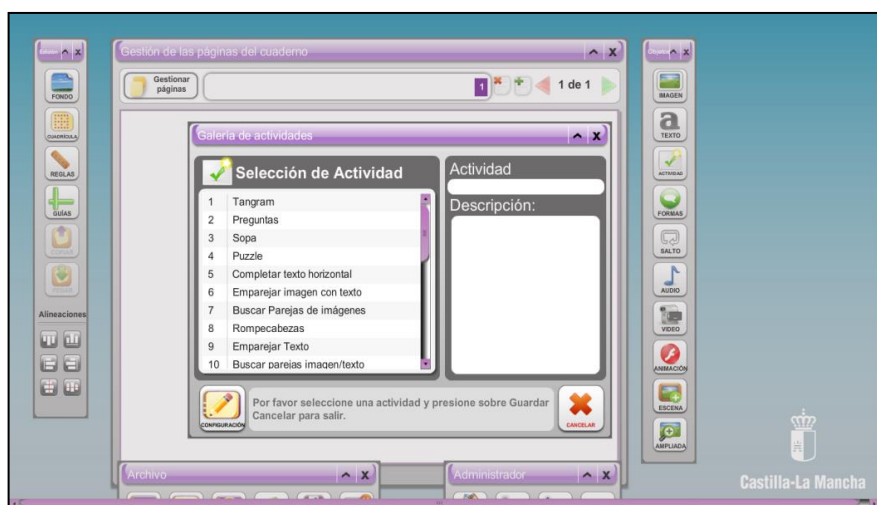 Gestión de las páginas del cuaderno
Gestionar páginas
1
1 de 1
FONDO
CUADRÍCULA
REGLAS
GUÍAS
COPIAR
PEGAR
Alineaciones
Galería de actividades
Selección de Actividad
1 Tangram
2 Preguntas
3 Sopa
4 Puzzle
5 Completar texto horizontal
6 Emparejar imagen con texto
7 Buscar Parejas de imágenes
8 Rompecabezas
9 Emparejar Texto
10 Buscar parejas imagen/texto
Actividad
Descripción:
CONFIGURACIÓN
Por favor seleccione una actividad y presione sobre Guardar
Cancelar para salir.
CANCELAR
IMAGEN
TEXTO
ACTIVIDAD
FORMAS
SALTO
AUDIO
VIDEO
ANIMACIÓN
ESCENA
AMPLIADA
Archivo
Administrador
Castilla-La Mancha